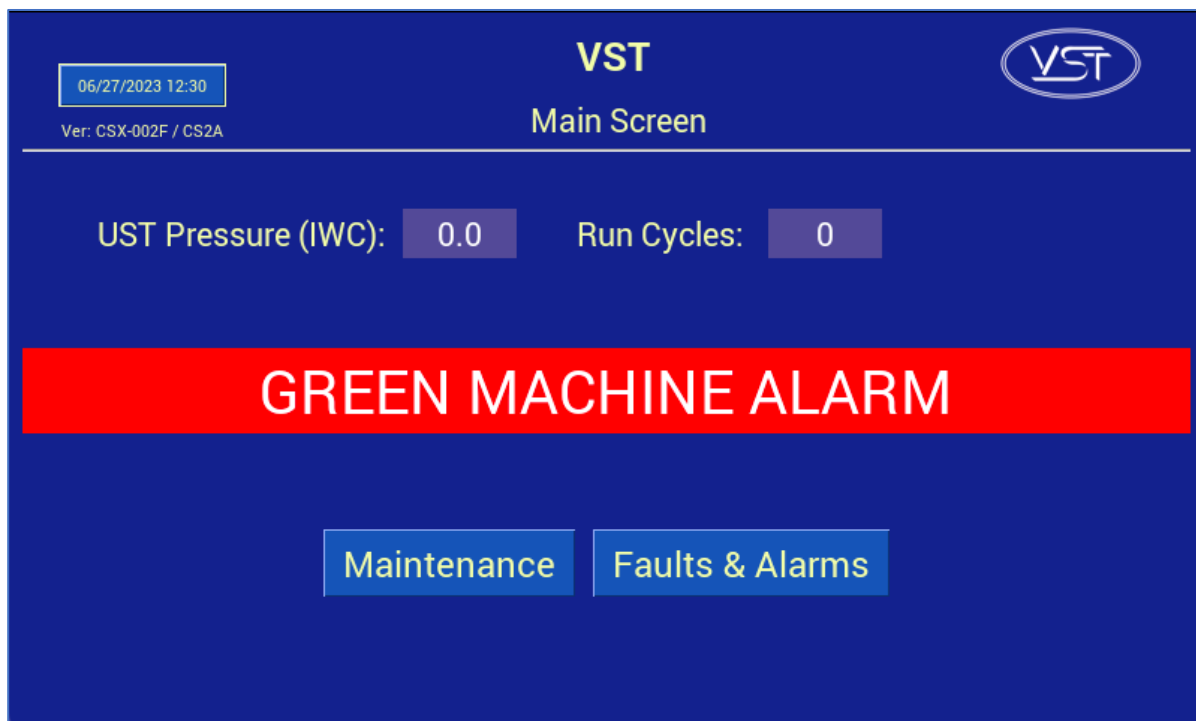 VST
VST
06/27/2023 12:30
Main Screen
Ver: CSX-002F / CS2A
UST Pressure (IWC): 0.0 Run Cycles: 0
GREEN MACHINE ALARM
Maintenance Faults & Alarms